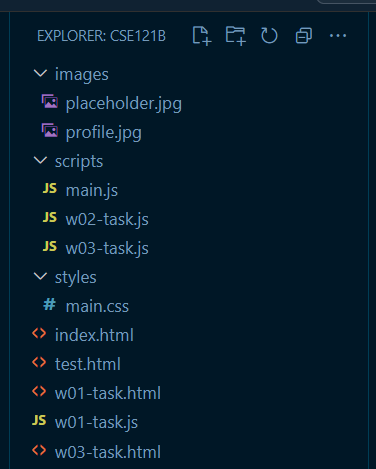 EXPLORER: CSE121B
images
placeholder.jpg
profile.jpg
scripts
JS main.js
JS w02-task.js
JS w03-task.js
styles
# main.css
<> index.html
<> test.html
<> w01-task.html
JS w01-task.js
<> w03-task.html